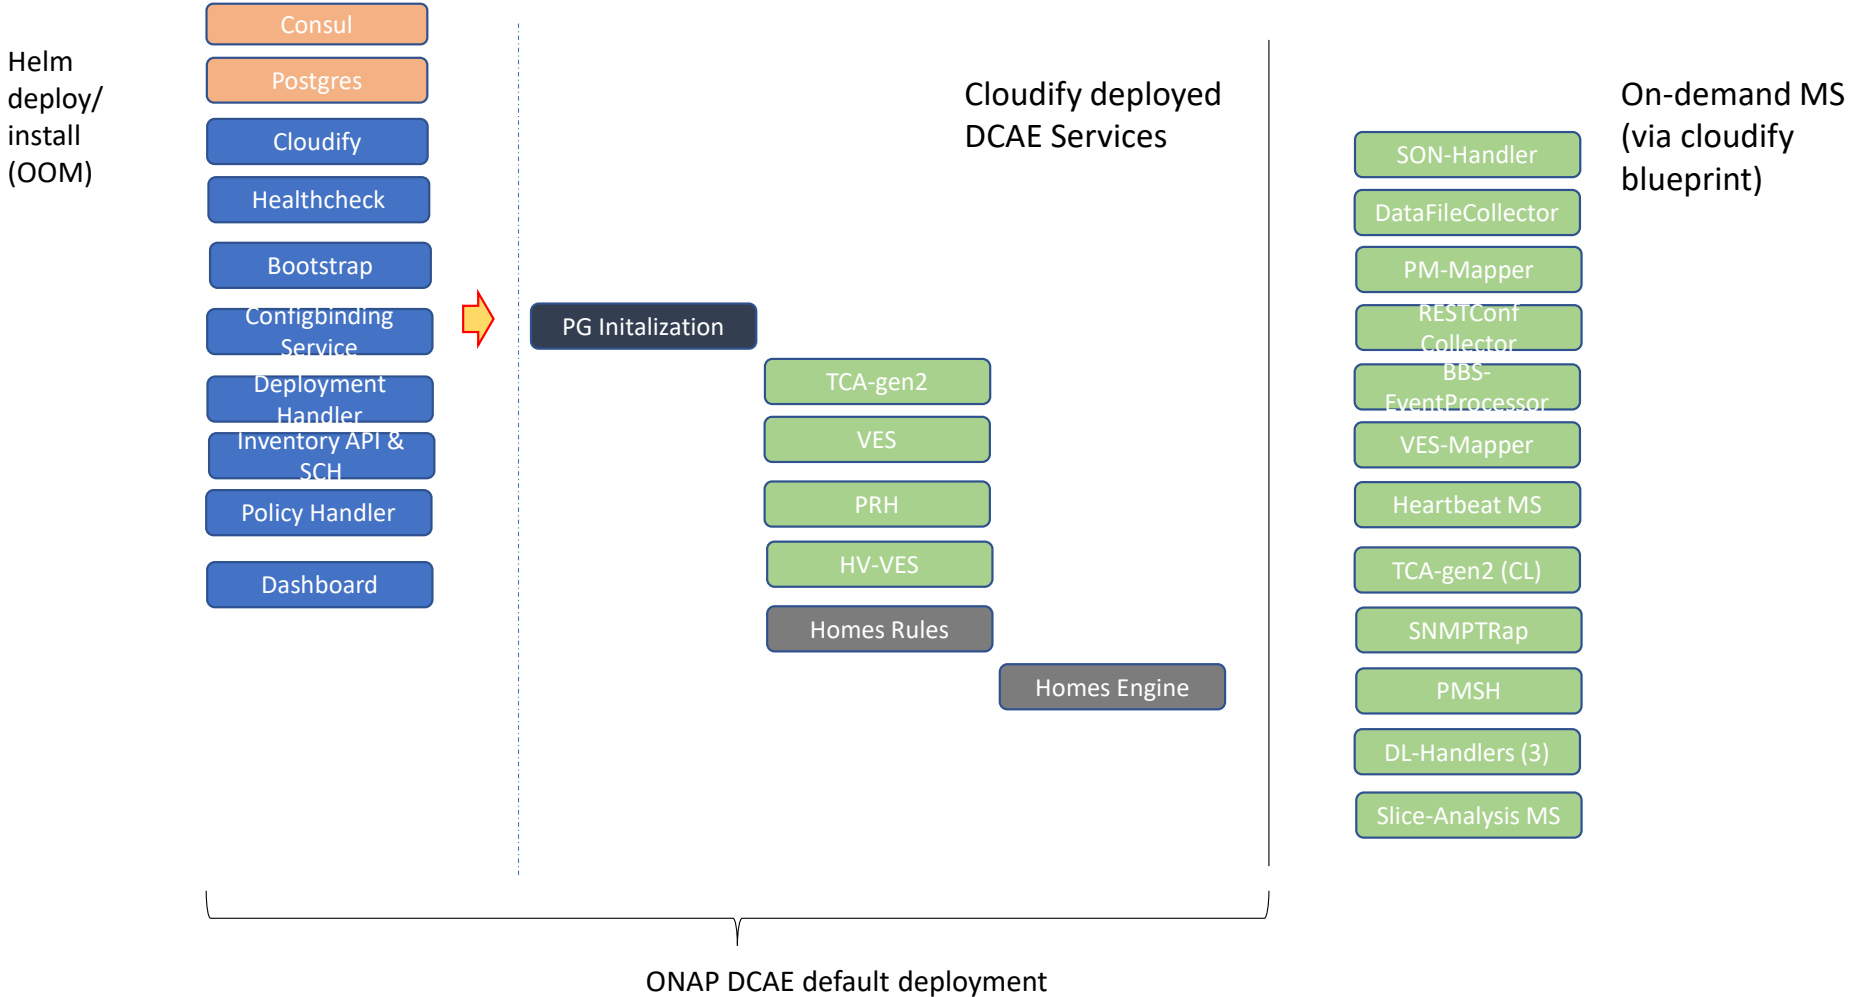 Helm
deploy/
install
(OOM)
Consul
Postgres
Cloudify
Healthcheck
Bootstrap
Configbinding
Service
Deployment
Handler
Inventory API &
SCH
Policy Handler
Dashboard
Cloudify deployed
DCAE Services
PG Initalization
TCA-gen2
VES
PRH
HV-VES
Homes Rules
Homes Engine
On-demand MS
(via cloudify
blueprint)
SON-Handler
DataFileCollector
PM-Mapper
RESTConf
Collector
BBS-
EventProcessor
VES-Mapper
Heartbeat MS
TCA-gen2 (CL)
SNMPTRap
PMSH
DL-Handlers (3)
Slice-Analysis MS
ONAP DCAE default deployment